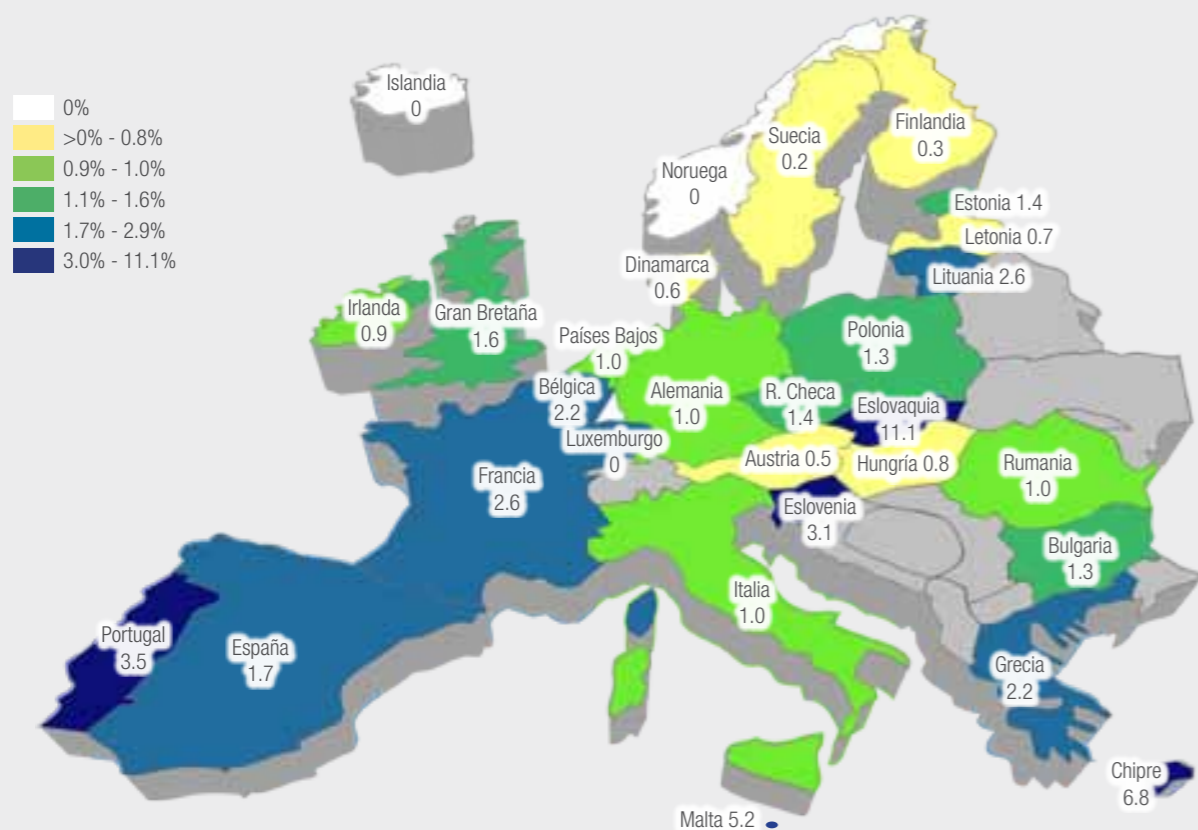 0%
>0% - 0.8%
0.9% - 1.0%
1.1% - 1.6%
1.7% - 2.9%
3.0% - 11.1%
Islandia
0
Noruega
0
Suecia
0.2
Finlandia
0.3
Estonia 1.4
Letonia 0.7
Lituania 2.6
Dinamarca
0.6
Irlanda
0.9
Gran Bretaña
1.6
Países Bajos
1.0
Bélgica
2.2
Luxemburgo
0
Alemania
1.0
Polonia
1.3
R. Checa
1.4
Eslovaquia
11.1
Austria 0.5
Hungría 0.8
Rumania
1.0
Francia
2.6
Eslovenia
3.1
Bulgaria
1.3
Italia
1.0
Portugal
3.5
España
1.7
Grecia
2.2
Chipre
6.8
Malta 5.2